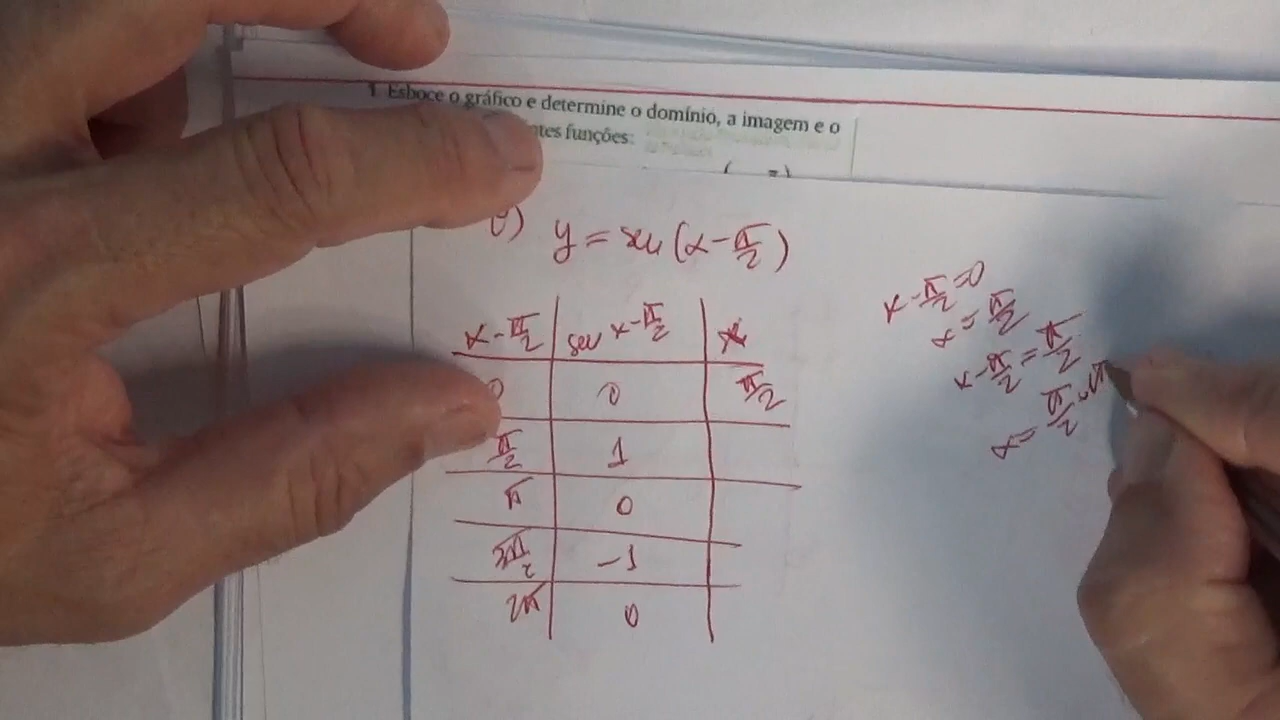 1 Esboce o gráfico e determine o domínio, a imagem e o
ntes funções:
y = sen (x - π/2)
x - π/2 sen x - π/2 x
0 0 π/2
π/2 1
π 0
3π/2 -1
2π 0
x - π/2 = 0
x = π/2
x - π/2 = π/2
x = π/2 + π